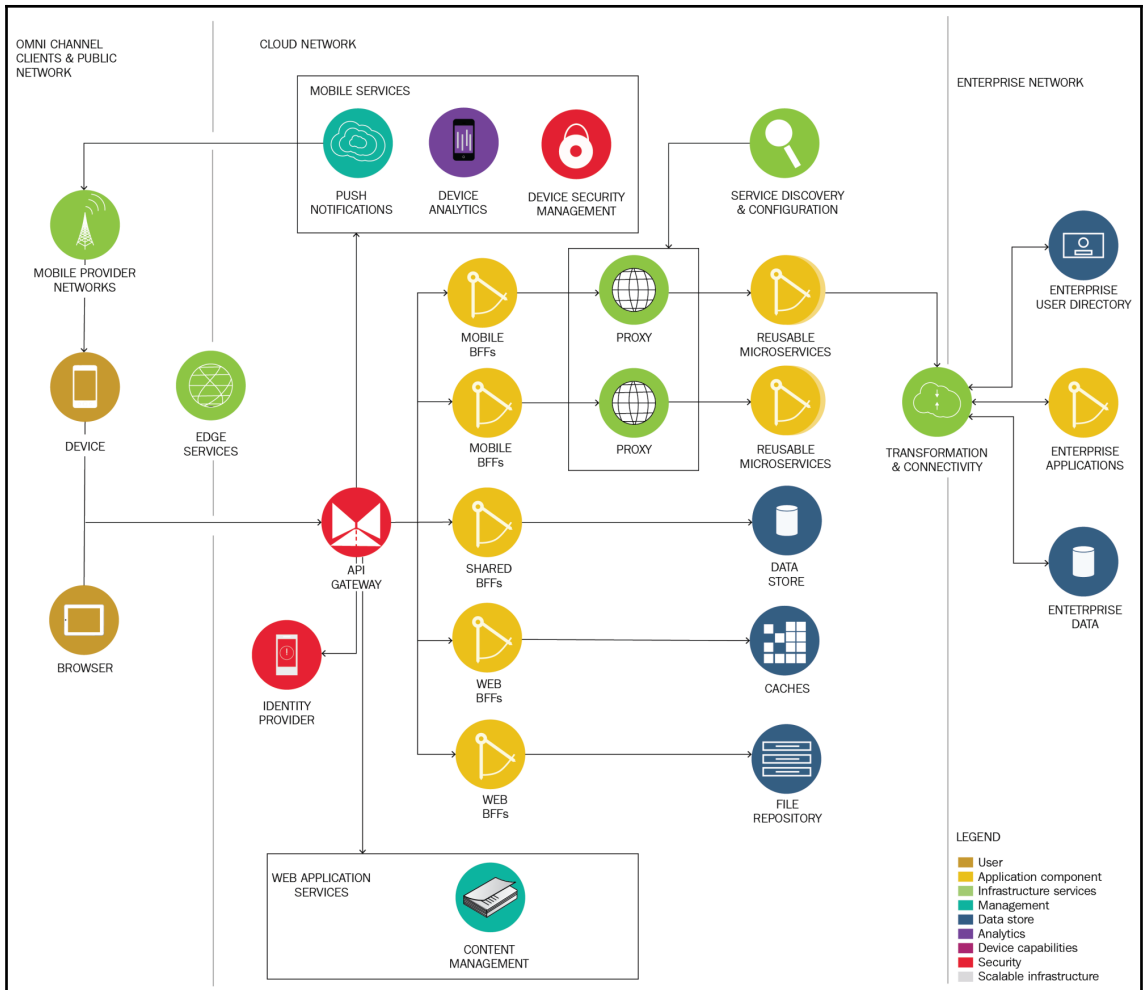 OMNI CHANNEL
CLIENTS & PUBLIC
NETWORK
CLOUD NETWORK
ENTERPRISE NETWORK
MOBILE SERVICES
PUSH
NOTIFICATIONS
DEVICE
ANALYTICS
DEVICE SECURITY
MANAGEMENT
SERVICE DISCOVERY
& CONFIGURATION
MOBILE PROVIDER
NETWORKS
ENTERPRISE
USER DIRECTORY
MOBILE
BFFs
PROXY
REUSABLE
MICROSERVICES
DEVICE
EDGE
SERVICES
MOBILE
BFFs
PROXY
REUSABLE
MICROSERVICES
TRANSFORMATION
& CONNECTIVITY
ENTERPRISE
APPLICATIONS
API
GATEWAY
SHARED
BFFs
DATA
STORE
ENTETRPRISE
DATA
BROWSER
IDENTITY
PROVIDER
WEB
BFFs
CACHES
WEB
BFFs
FILE
REPOSITORY
WEB APPLICATION
SERVICES
CONTENT
MANAGEMENT
LEGEND
User
Application component
Infrastructure services
Management
Data store
Analytics
Device capabilities
Security
Scalable infrastructure